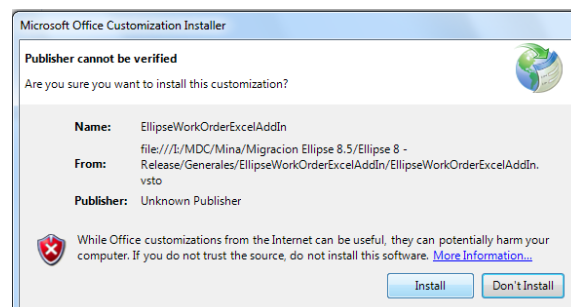 Microsoft Office Customization Installer
Publisher cannot be verified
Are you sure you want to install this customization?
Name: EllipseWorkOrderExcelAddIn
From: file:///I:/MDC/Mina/Migracion Ellipse 8.5/Ellipse 8 -
Release/Generales/EllipseWorkOrderExcelAddIn/EllipseWorkOrderExcelAddIn.
vsto
Publisher: Unknown Publisher
While Office customizations from the Internet can be useful, they can potentially harm your
computer. If you do not trust the source, do not install this software. More Information...
Install Don't Install